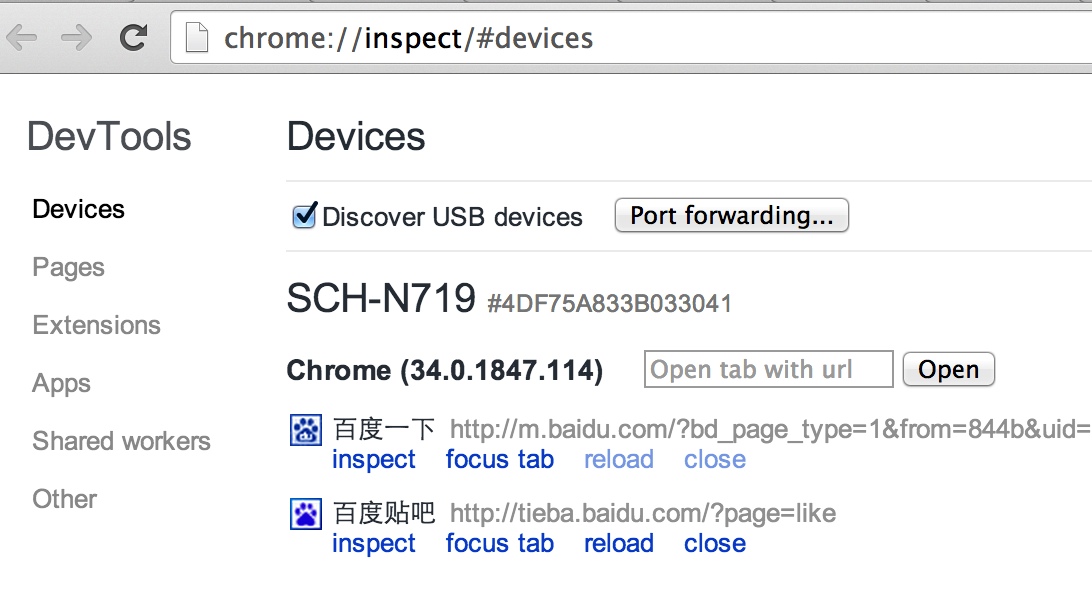 chrome://inspect/#devices
DevTools
Devices
Devices
Discover USB devices Port forwarding...
Pages
Extensions
SCH-N719 #4DF75A833B033041
Apps
Chrome (34.0.1847.114) Open tab with url Open
Shared workers
百度一下 http://m.baidu.com/?bd_page_type=1&from=844b&uid=
inspect focus tab reload close
Other
百度贴吧 http://tieba.baidu.com/?page=like
inspect focus tab reload close